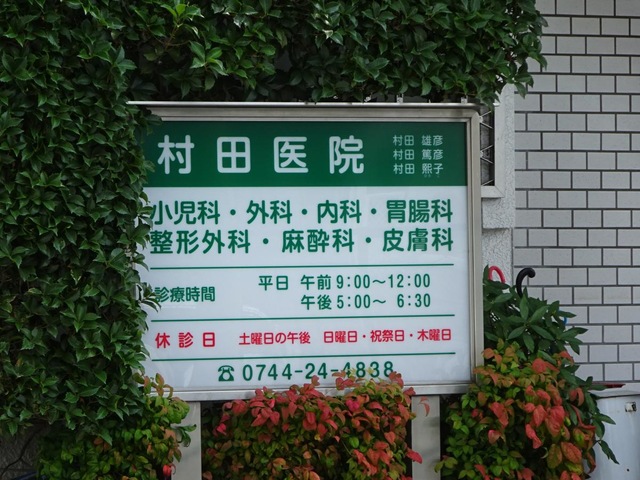 村田医院
村田 雄彦
村田 篤彦
村田 熙子
小児科・外科・内科・胃腸科
整形外科・麻酔科・皮膚科
診療時間
平日 午前 9:00〜12:00
午後 5:00〜 6:30
休診日 土曜日の午後 日曜日・祝祭日・木曜日
☎ 0744-24-4838